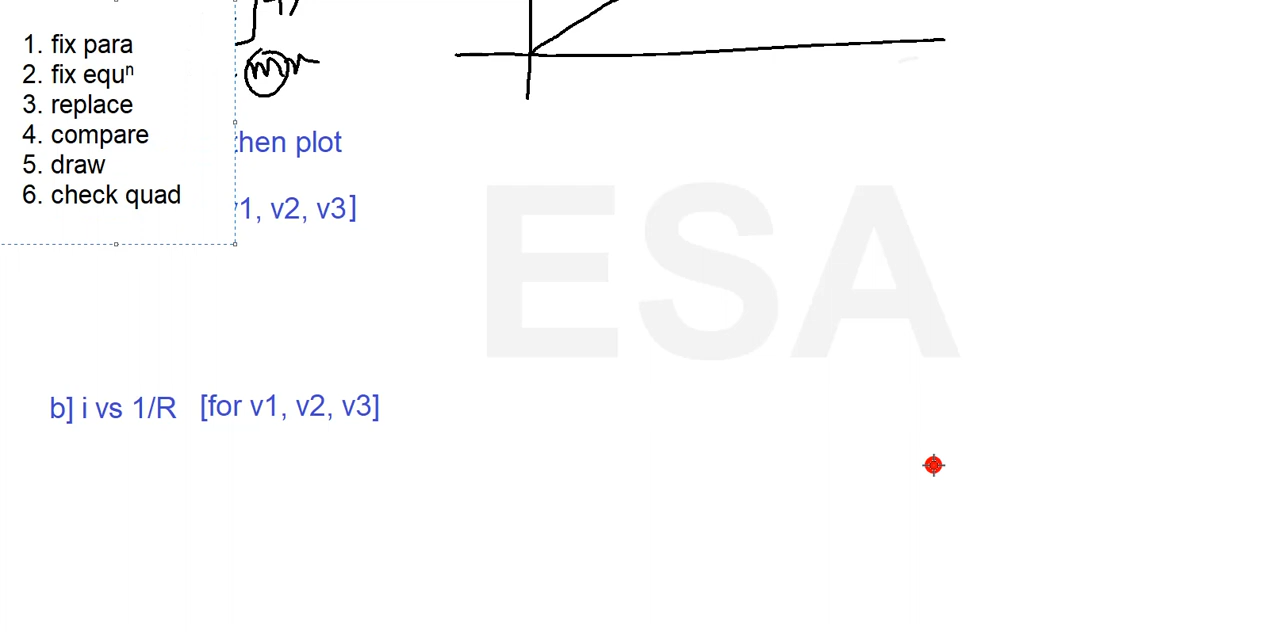 1. fix para
2. fix equⁿ
3. replace
4. compare
5. draw
6. check quad
hen plot
1, v2, v3]
ESA
b] i vs 1/R [for v1, v2, v3]